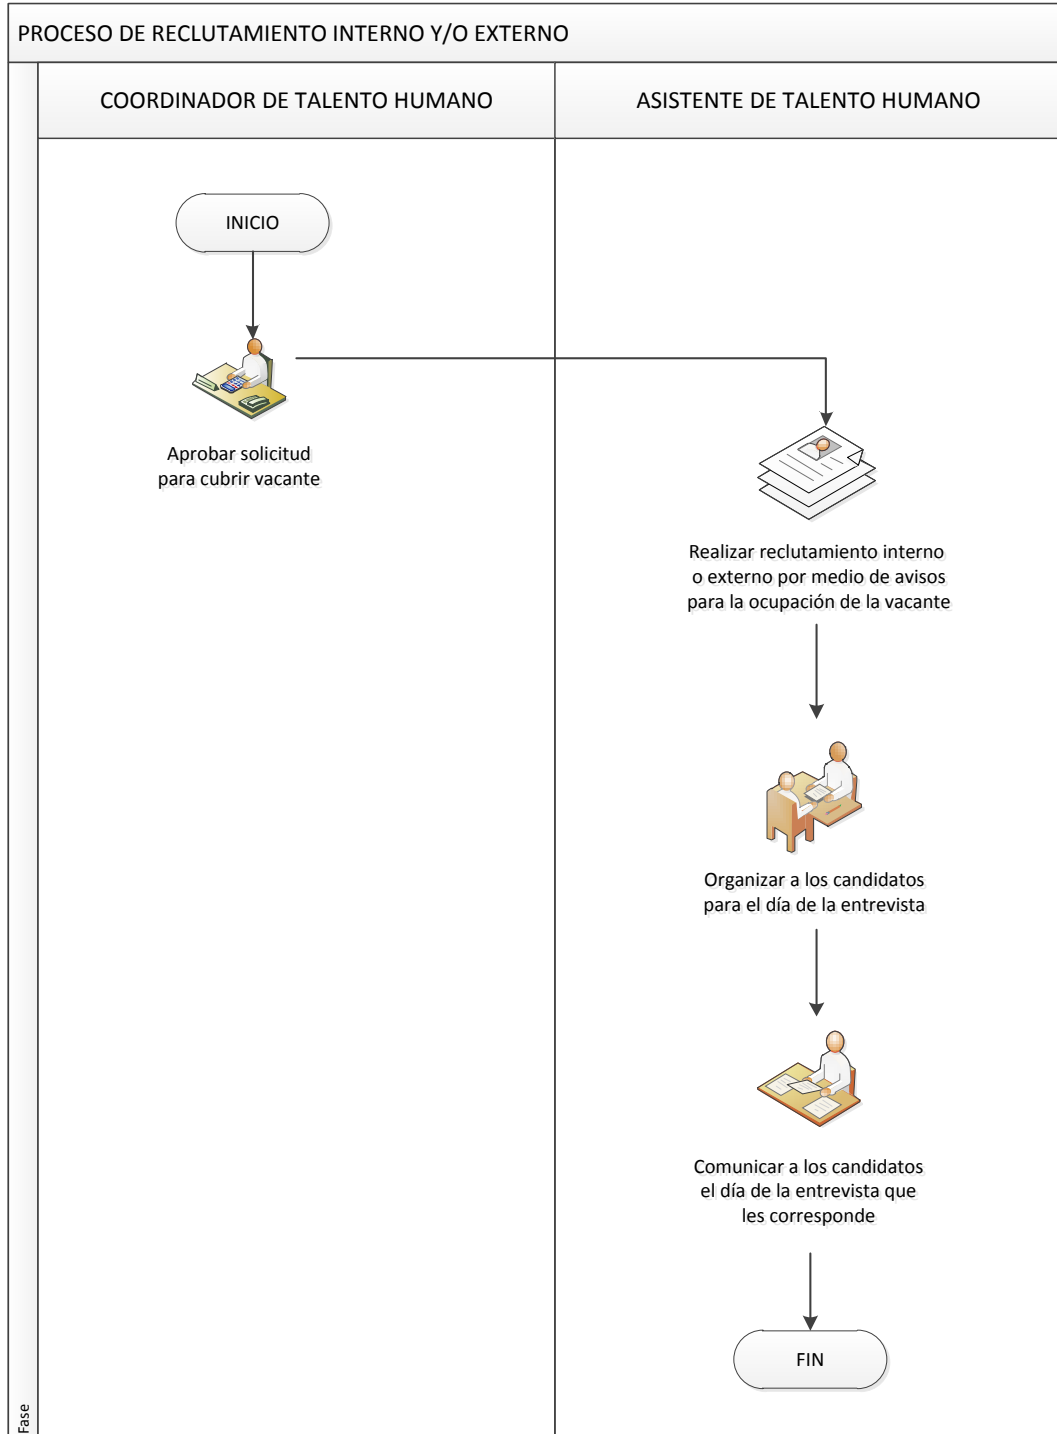 PROCESO DE RECLUTAMIENTO INTERNO Y/O EXTERNO
COORDINADOR DE TALENTO HUMANO
ASISTENTE DE TALENTO HUMANO
INICIO
Aprobar solicitud
para cubrir vacante
Realizar reclutamiento interno
o externo por medio de avisos
para la ocupación de la vacante
Organizar a los candidatos
para el día de la entrevista
Comunicar a los candidatos
el día de la entrevista que
les corresponde
FIN
Fase